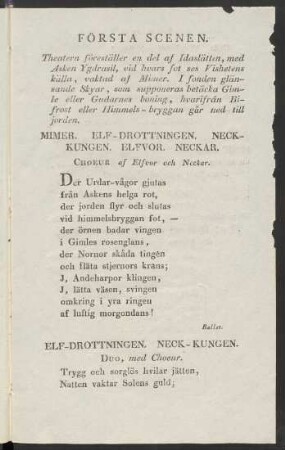 FÖRSTA SCENEN.
Theatern föreställer en del af Idaslätten, med
Asken Ygdrasil, vid hvars fot ses Vishetens
källa, vaktad af Mimer. I fonden glän-
sande Skyar, som supponeras betäcka Gim-
le eller Gudarnes boning, hvarifrån Bi-
frost eller Himmels-bryggan går ned till
jorden.
MIMER. ELF-DROTTNINGEN. NECK-
KUNGEN. ELFVOR. NECKAR.
CHOEUR af Elfvor och Neckar.
Der Urdar-vågor gjutas
från Askens helga rot,
der jorden flyr och slutas
vid himmelsbryggan fot, —
der örnen badar vingen
i Gimles rosenglans,
der Nornor skåda tingen
och fläta stjernors krans;
J, Andeharpor klingen,
J, lätta väsen, svingen
omkring i yra ringen
af luftig morgondans!
Ballet.
ELF-DROTTNINGEN. NECK-KUNGEN.
DUO, med Choeur.
Trygg och sorglös hvilar jätten,
Natten vaktar Solens guld;